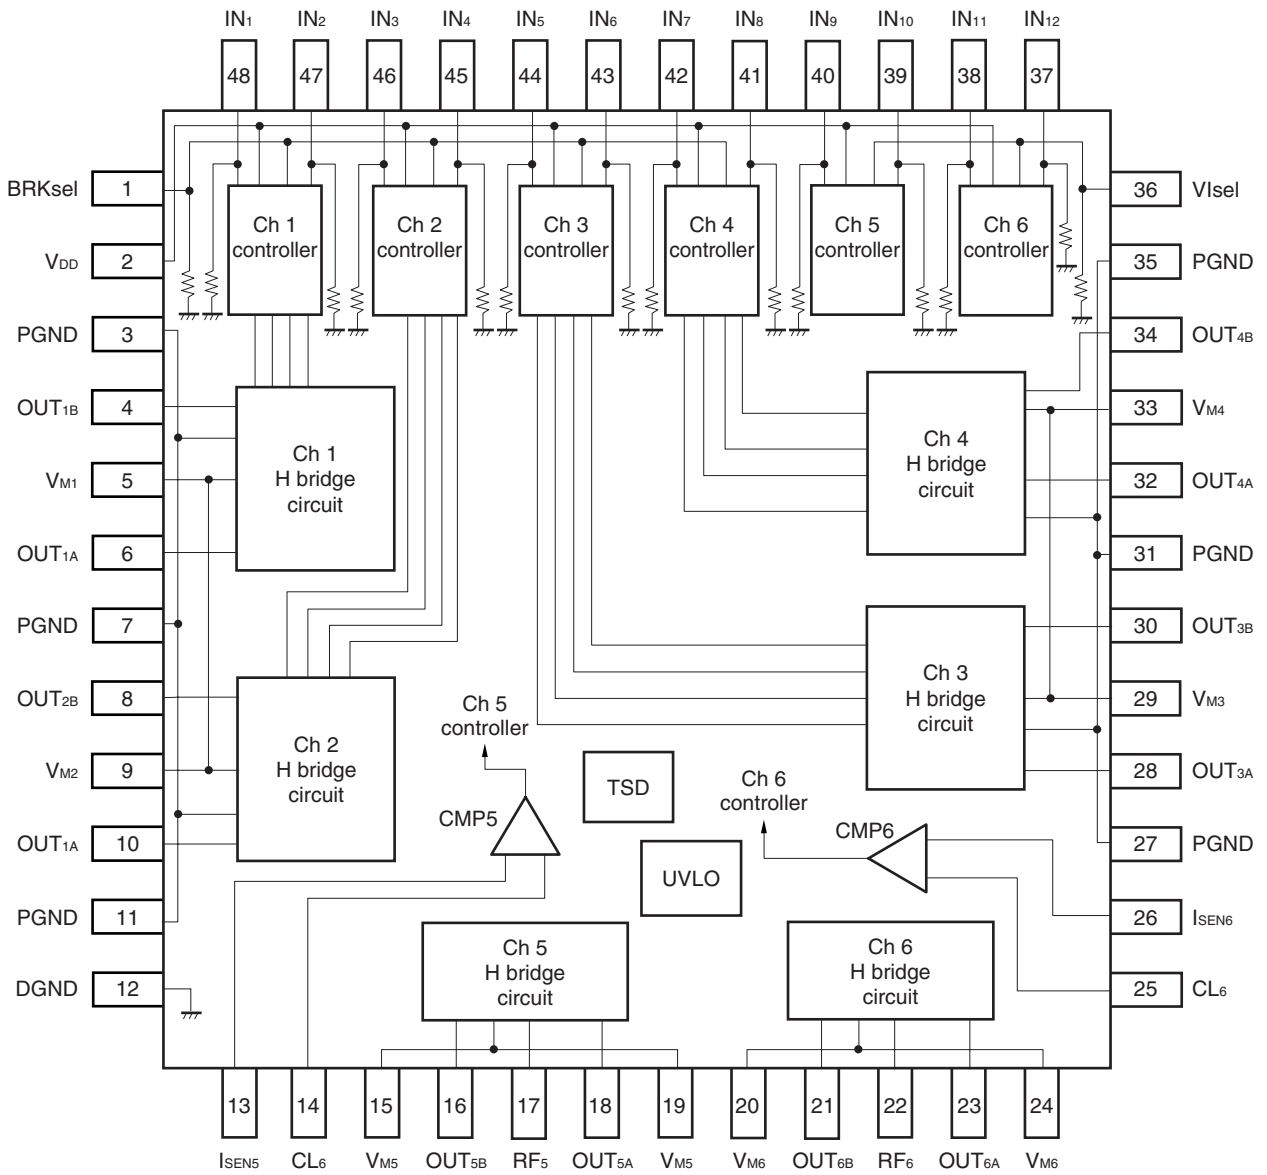 IN1 IN2 IN3 IN4 IN5 IN6 IN7 IN8 IN9 IN10 IN11 IN12
48 47 46 45 44 43 42 41 40 39 38 37
BRKsel 1
VDD 2
PGND 3
OUT1B 4
VM1 5
OUT1A 6
PGND 7
OUT2B 8
VM2 9
OUT1A 10
PGND 11
DGND 12
Ch 1
controller
Ch 2
controller
Ch 3
controller
Ch 4
controller
Ch 5
controller
Ch 6
controller
36 VIsel
35 PGND
34 OUT4B
33 VM4
32 OUT4A
31 PGND
30 OUT3B
29 VM3
28 OUT3A
27 PGND
26 ISEN6
25 CL6
Ch 1
H bridge
circuit
Ch 4
H bridge
circuit
Ch 2
H bridge
circuit
Ch 3
H bridge
circuit
Ch 5
controller
CMP5
TSD
UVLO
Ch 6
controller
CMP6
Ch 5
H bridge
circuit
Ch 6
H bridge
circuit
13 14 15 16 17 18 19 20 21 22 23 24
ISEN5 CL6 VM5 OUT5B RF5 OUT5A VM5 VM6 OUT6B RF6 OUT6A VM6